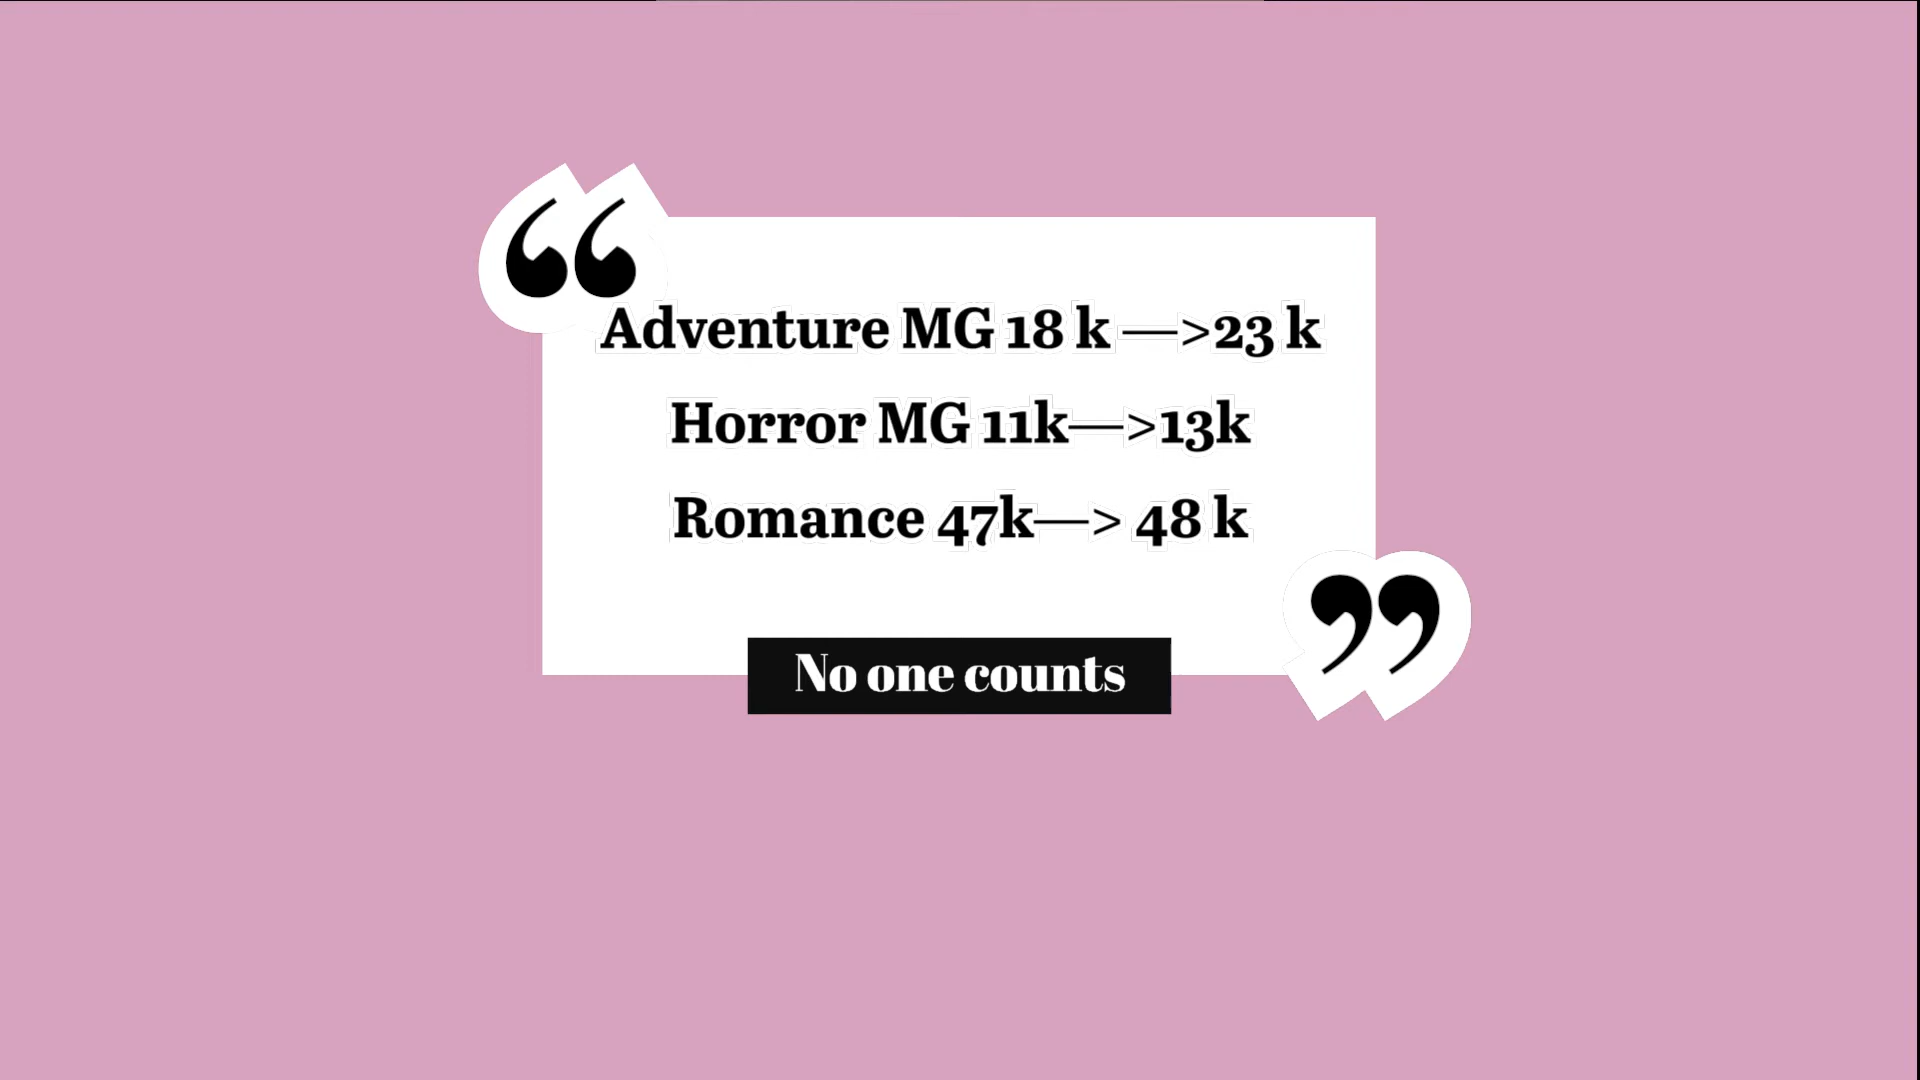 “
Adventure MG 18 k —>23 k
Horror MG 11k—>13k
Romance 47k—> 48 k
”
No one counts